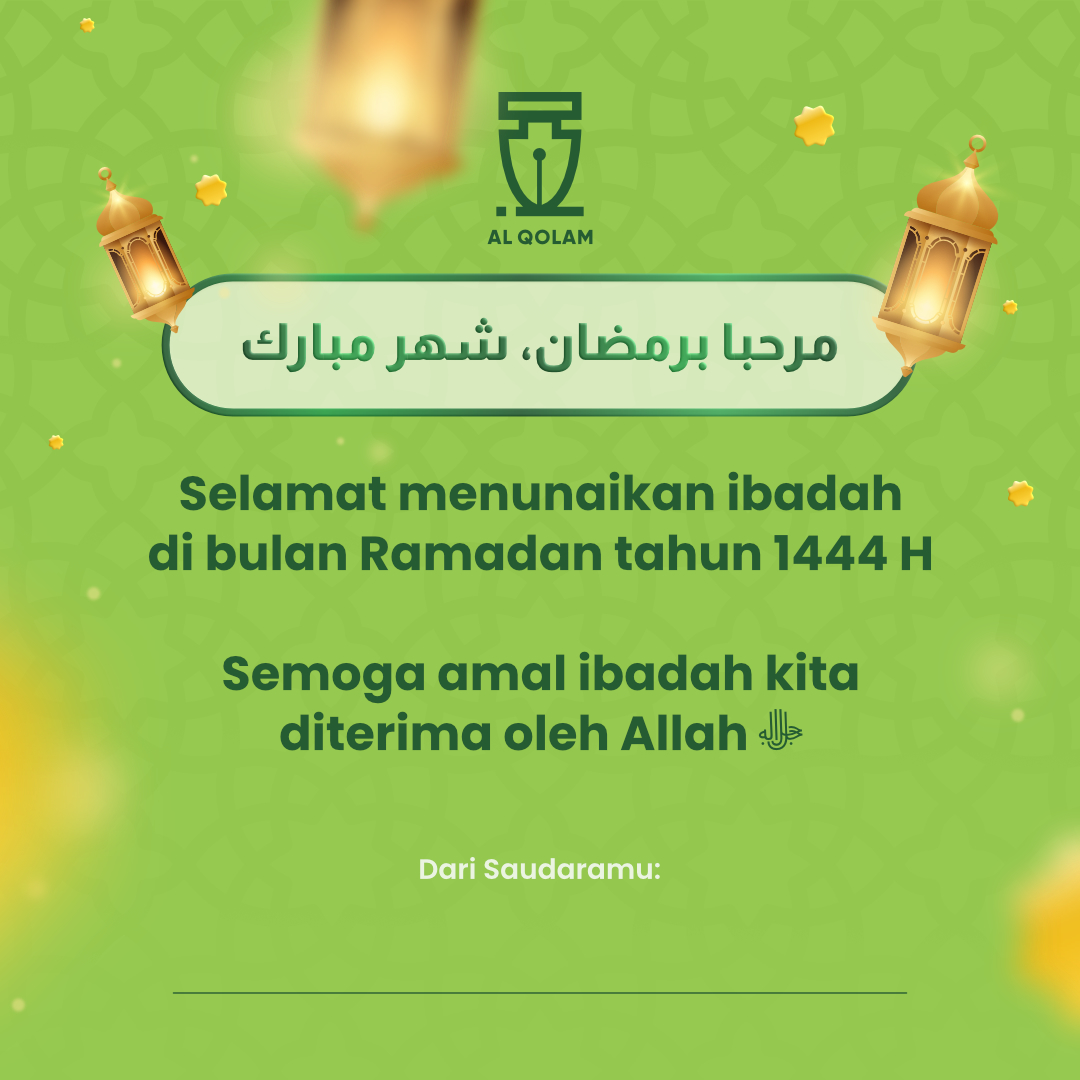 AL QOLAM
مرحبا برمضان، شهر مبارك
Selamat menunaikan ibadah
di bulan Ramadan tahun 1444 H
Semoga amal ibadah kita
diterima oleh Allah ﷻ
Dari Saudaramu: